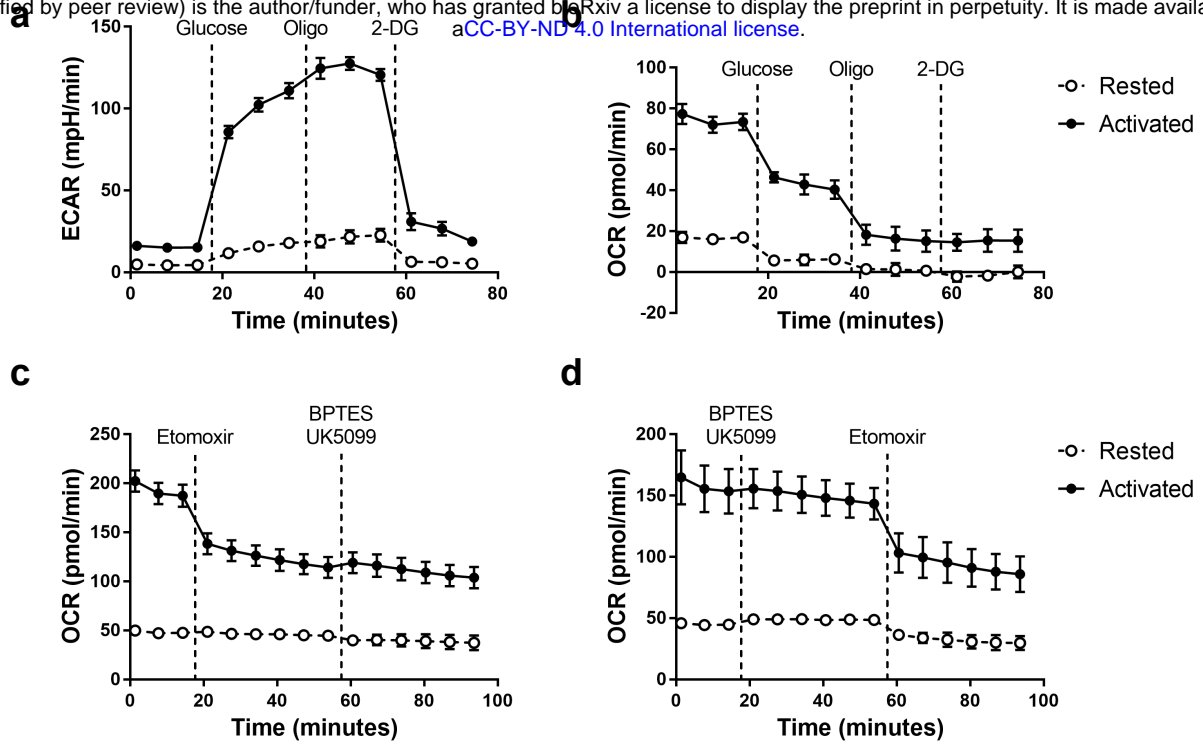 fied by peer review) is the author/funder, who has granted bioRxiv a license to display the preprint in perpetuity. It is made availa
aCC-BY-ND 4.0 International license.
a
Glucose Oligo 2-DG
150
100
50
0
ECAR (mpH/min)
0 20 40 60 80
Time (minutes)
b
Glucose Oligo 2-DG
100
80
60
40
20
0
-20
OCR (pmol/min)
20 40 60 80
Time (minutes)
Rested
Activated
c
Etomoxir
BPTES
UK5099
250
200
150
100
50
0
OCR (pmol/min)
0 20 40 60 80 100
Time (minutes)
d
BPTES
UK5099
Etomoxir
200
150
100
50
0
OCR (pmol/min)
0 20 40 60 80 100
Time (minutes)
Rested
Activated